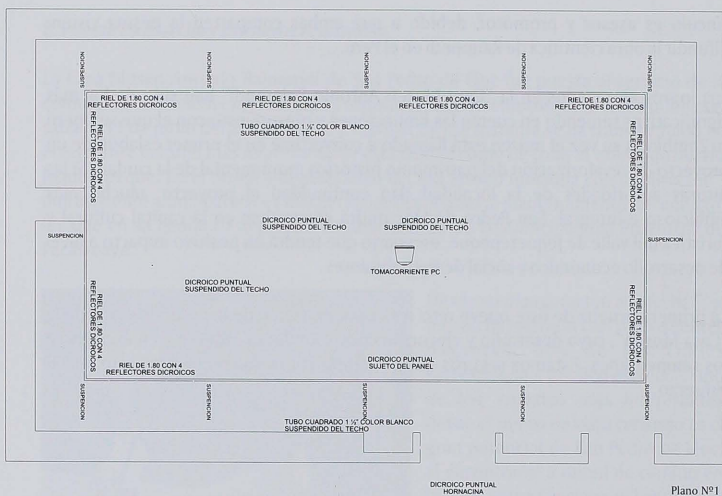 SUSPENCION
SUSPENCION
SUSPENCION
SUSPENCION
SUSPENCION
RIEL DE 1.80 CON 4
REFLECTORES DICROICOS
RIEL DE 1.80 CON 4
REFLECTORES DICROICOS
RIEL DE 1.80 CON 4
REFLECTORES DICROICOS
RIEL DE 1.80 CON 4
REFLECTORES DICROICOS
RIEL DE 1.80 CON 4
REFLECTORES DICROICOS
TUBO CUADRADO 1 ½" COLOR BLANCO
SUSPENDIDO DEL TECHO
RIEL DE 1.80 CON 4
REFLECTORES DICROICOS
DICROICO PUNTUAL
SUSPENDIDO DEL TECHO
DICROICO PUNTUAL
SUSPENDIDO DEL TECHO
SUSPENCION
SUSPENCION
TOMACORRIENTE PC
DICROICO PUNTUAL
SUSPENDIDO DEL TECHO
RIEL DE 1.80 CON 4
REFLECTORES DICROICOS
RIEL DE 1.80 CON 4
REFLECTORES DICROICOS
RIEL DE 1.80 CON 4
REFLECTORES DICROICOS
DICROICO PUNTUAL
SUJETO DEL PANEL
SUSPENCION
SUSPENCION
SUSPENCION
SUSPENCION
SUSPENCION
TUBO CUADRADO 1 ½" COLOR BLANCO
SUSPENDIDO DEL TECHO
DICROICO PUNTUAL
HORNACINA
Plano Nº1